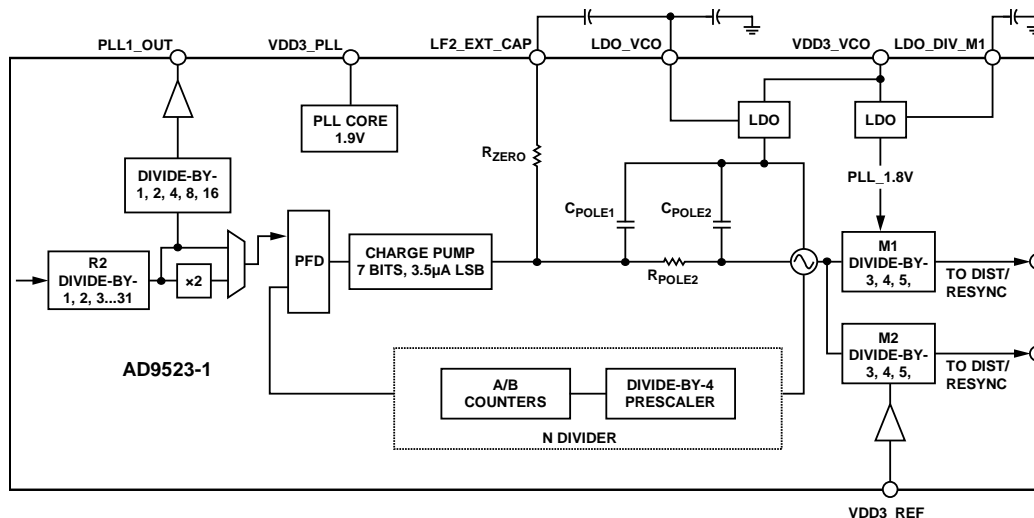 PLL1_OUT
VDD3_PLL
LF2_EXT_CAP
LDO_VCO
VDD3_VCO
LDO_DIV_M1
PLL CORE
1.9V
LDO
LDO
RZERO
DIVIDE-BY-
1, 2, 4, 8, 16
PLL_1.8V
CPOLE1
CPOLE2
PFD
CHARGE PUMP
7 BITS, 3.5µA LSB
RPOLE2
R2
DIVIDE-BY-
1, 2, 3...31
×2
M1
DIVIDE-BY-
3, 4, 5,
TO DIST/
RESYNC
AD9523-1
A/B
COUNTERS
DIVIDE-BY-4
PRESCALER
N DIVIDER
M2
DIVIDE-BY-
3, 4, 5,
TO DIST/
RESYNC
VDD3_REF